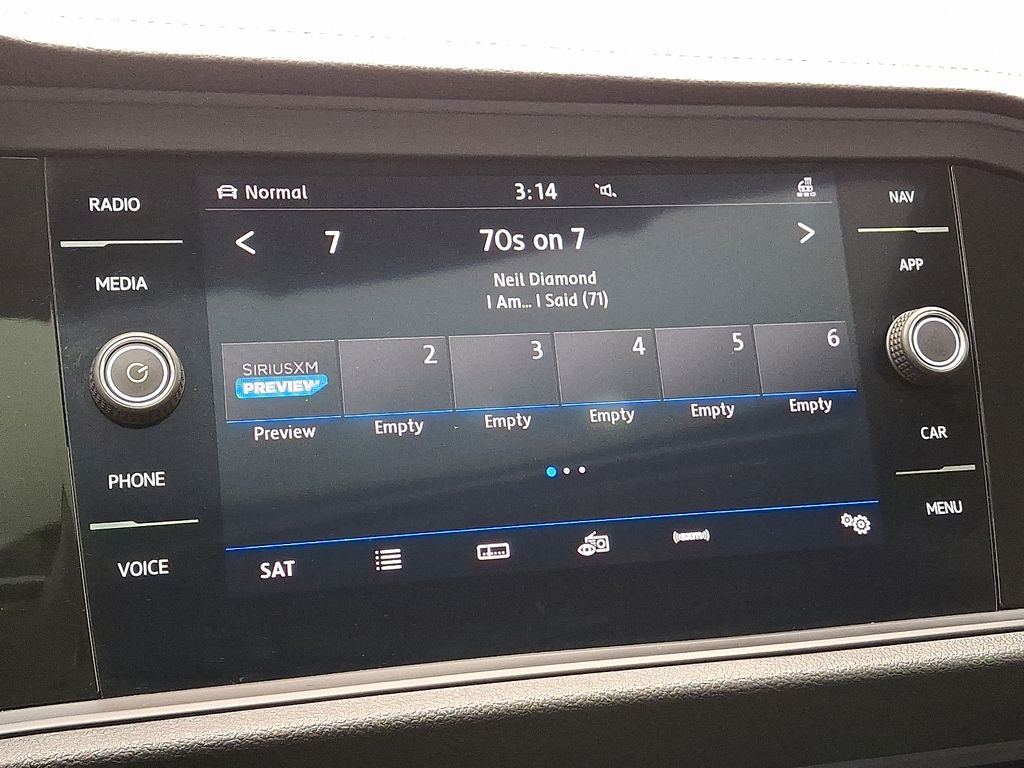 RADIO
MEDIA
PHONE
VOICE
Normal
3:14
7
70s on 7
Neil Diamond
I Am... I Said (71)
SIRIUSXM
PREVIEW
Preview
2
Empty
3
Empty
4
Empty
5
Empty
6
Empty
SAT
((SXM))
NAV
APP
CAR
MENU